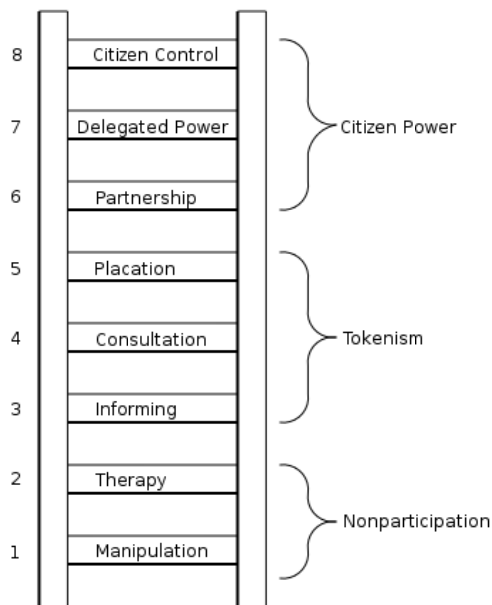 8 Citizen Control
7 Delegated Power
Citizen Power
6 Partnership
5 Placation
4 Consultation
Tokenism
3 Informing
2 Therapy
Nonparticipation
1 Manipulation